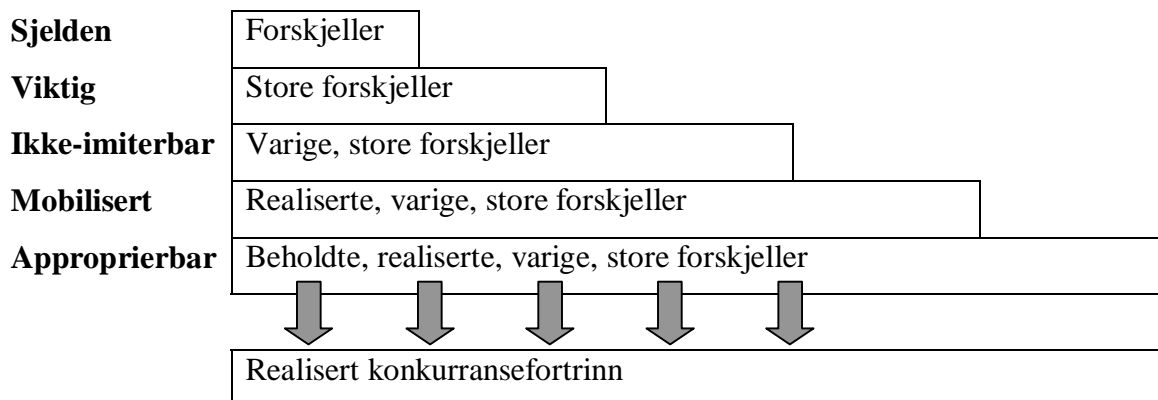 Sjelden Forskjeller
Viktig Store forskjeller
Ikke-imiterbar Varige, store forskjeller
Mobilisert Realiserte, varige, store forskjeller
Approprierbar Beholdte, realiserte, varige, store forskjeller
Realisert konkurransefortrinn